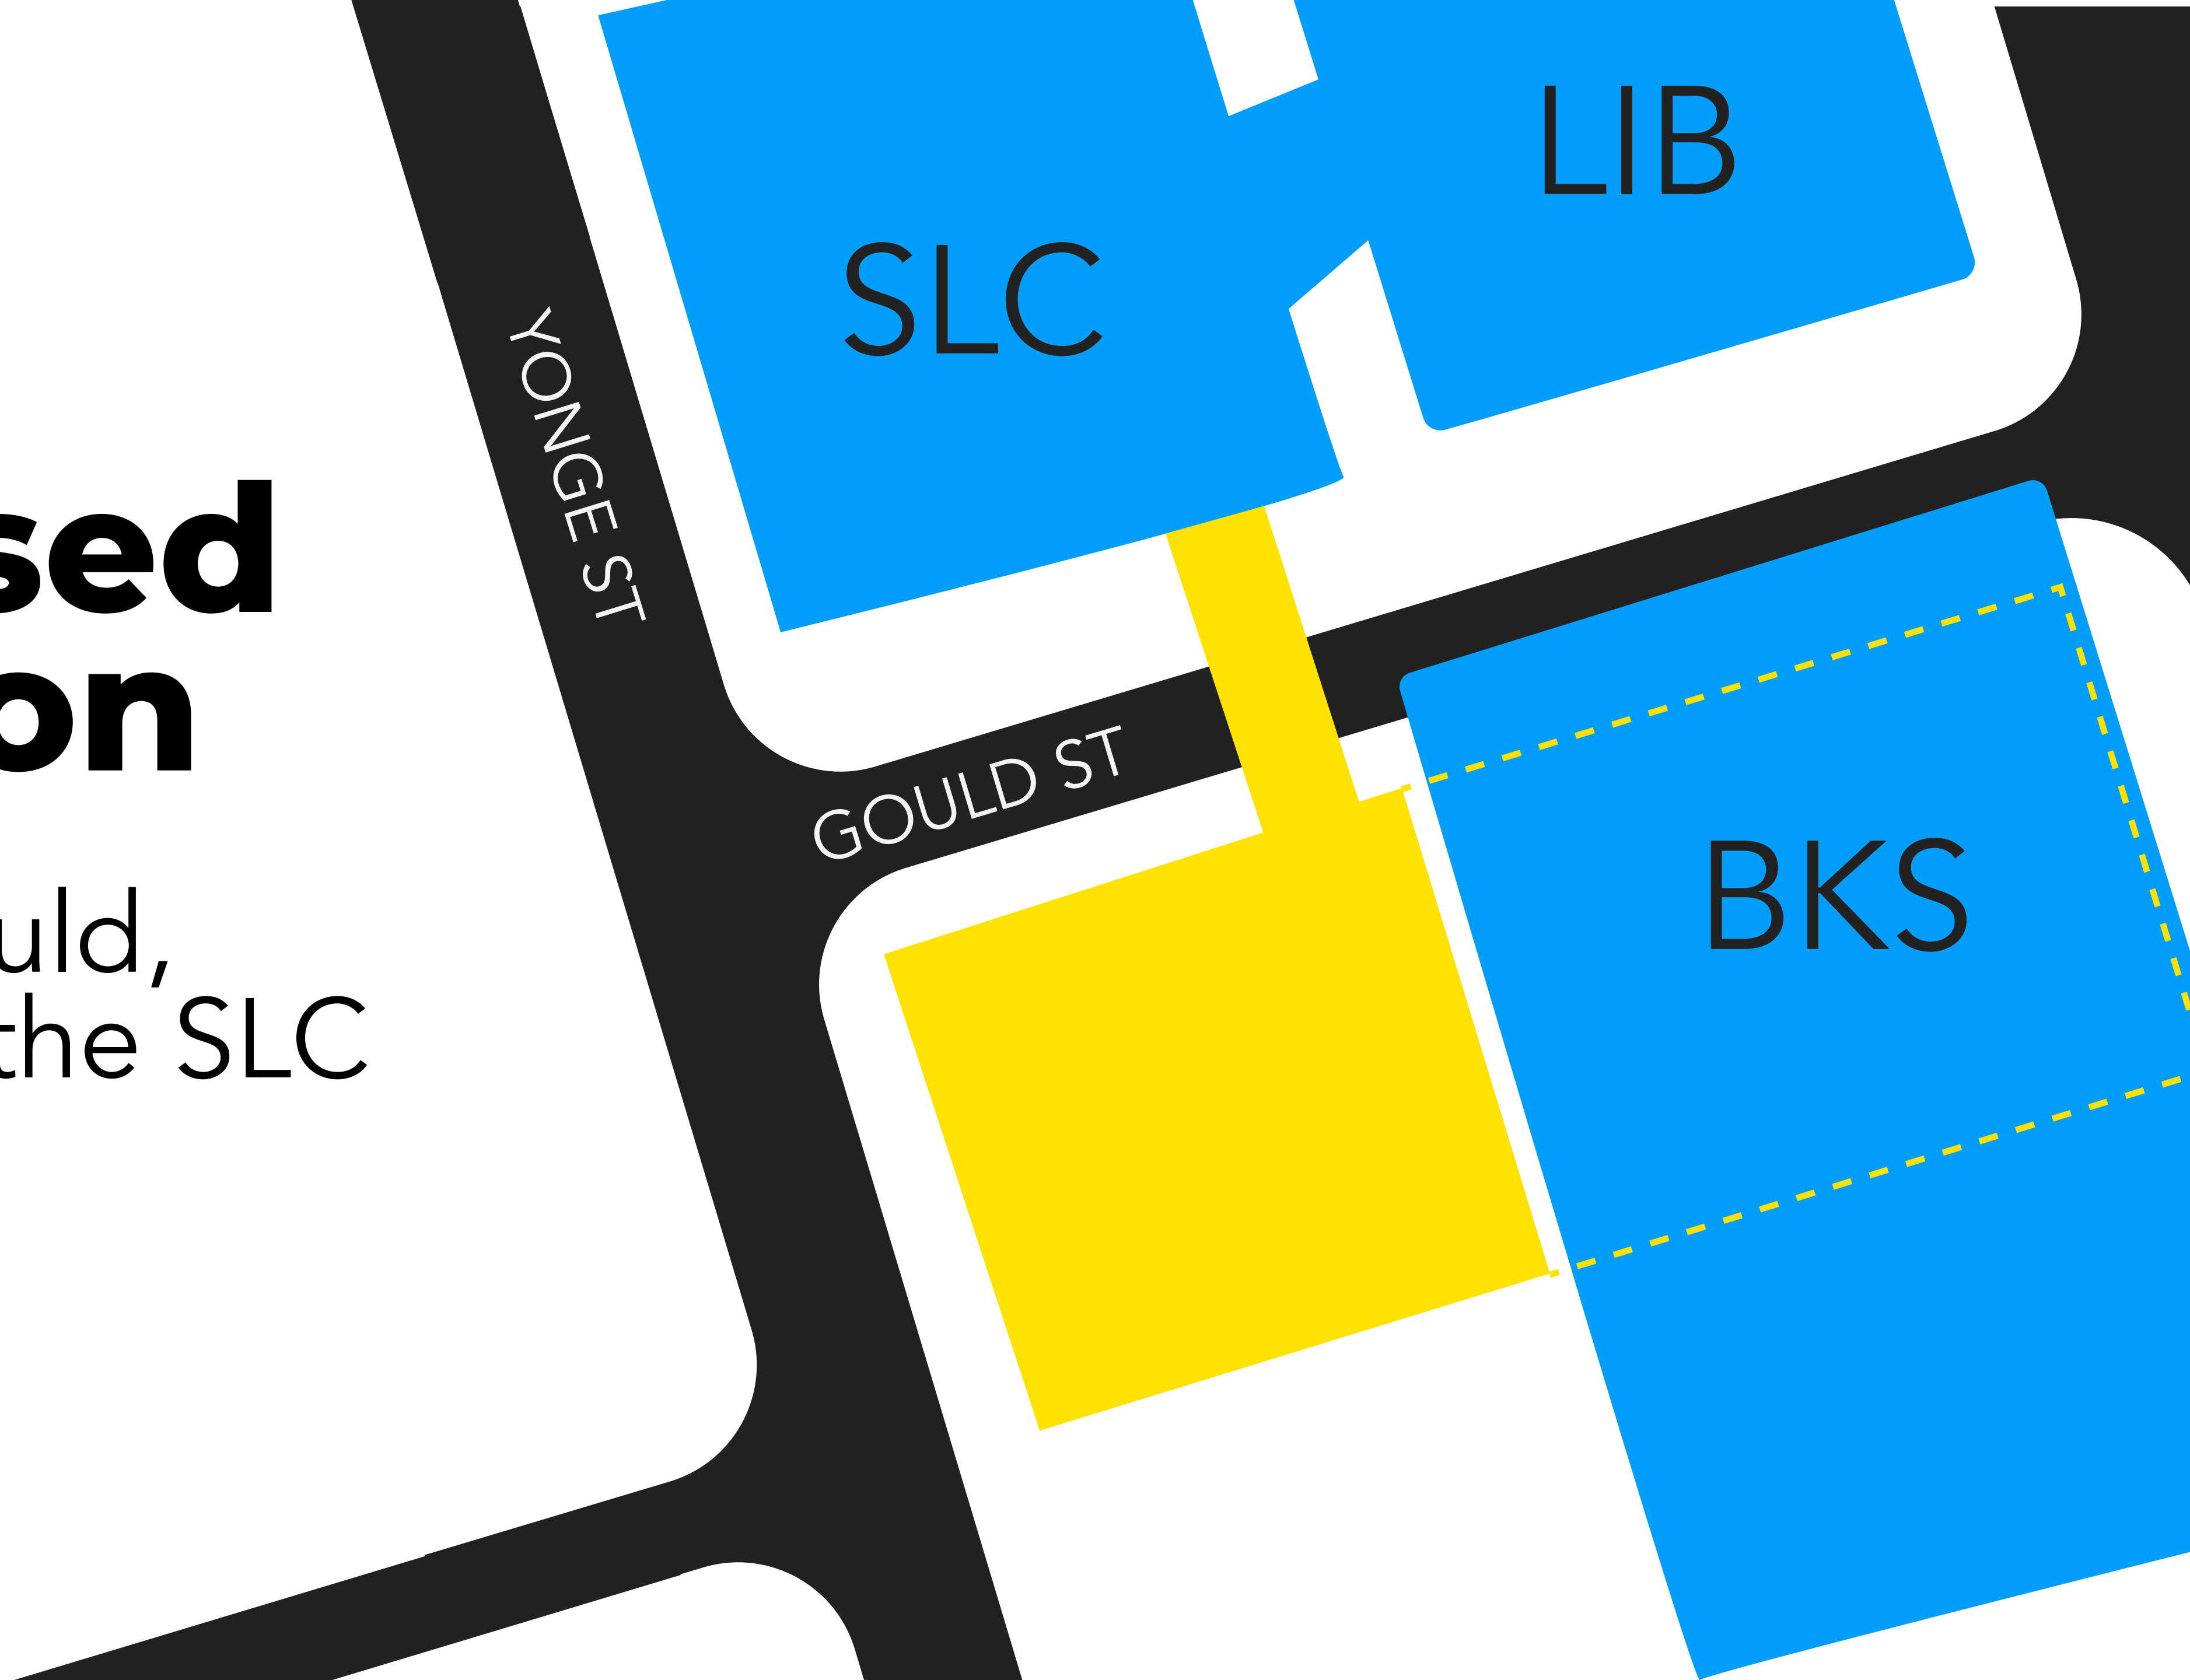 sed
on
uld,
the SLC
LIB
SLC
YONGE ST
GOULD ST
BKS